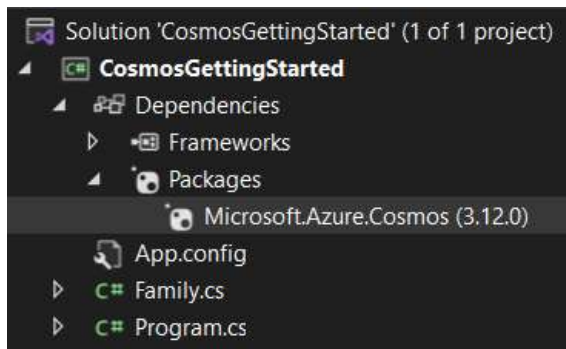 Solution 'CosmosGettingStarted' (1 of 1 project)
C# CosmosGettingStarted
Dependencies
Frameworks
Packages
Microsoft.Azure.Cosmos (3.12.0)
App.config
C# Family.cs
C# Program.cs